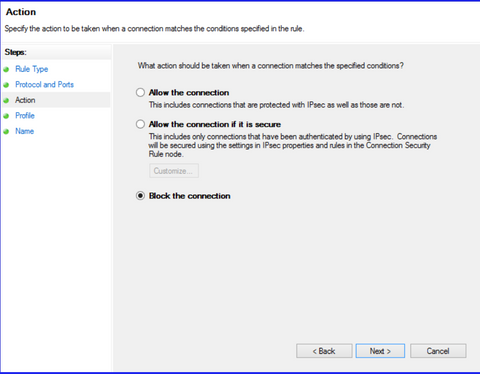 Action
Specify the action to be taken when a connection matches the conditions specified in the rule.
Steps:
Rule Type
Protocol and Ports
Action
Profile
Name
What action should be taken when a connection matches the specified conditions?
Allow the connection
This includes connections that are protected with IPsec as well as those are not.
Allow the connection if it is secure
This includes only connections that have been authenticated by using IPsec. Connections
will be secured using the settings in IPsec properties and rules in the Connection Security
Rule node.
Customize...
Block the connection
< Back
Next >
Cancel